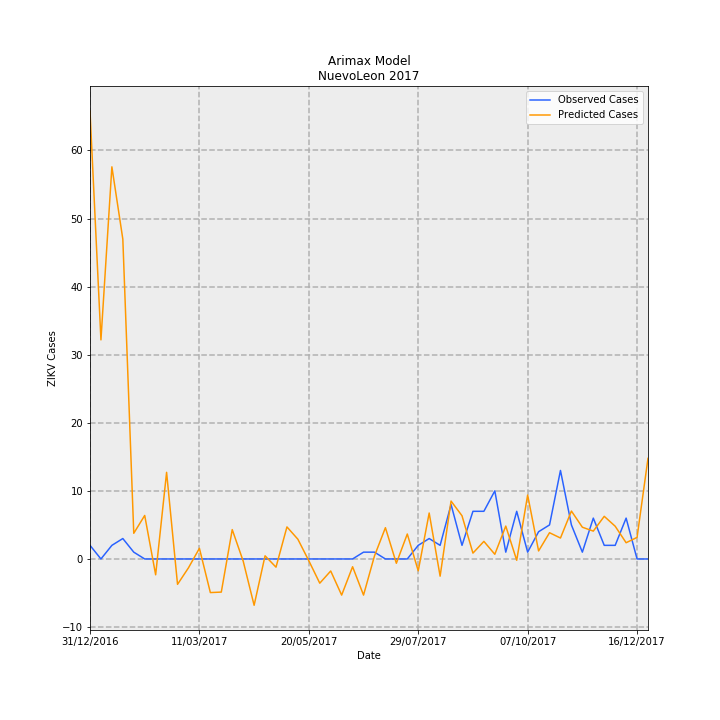 Arimax Model
NuevoLeon 2017
Observed Cases
Predicted Cases
ZIKV Cases
60
50
40
30
20
10
0
−10
31/12/2016 11/03/2017 20/05/2017 29/07/2017 07/10/2017 16/12/2017
Date